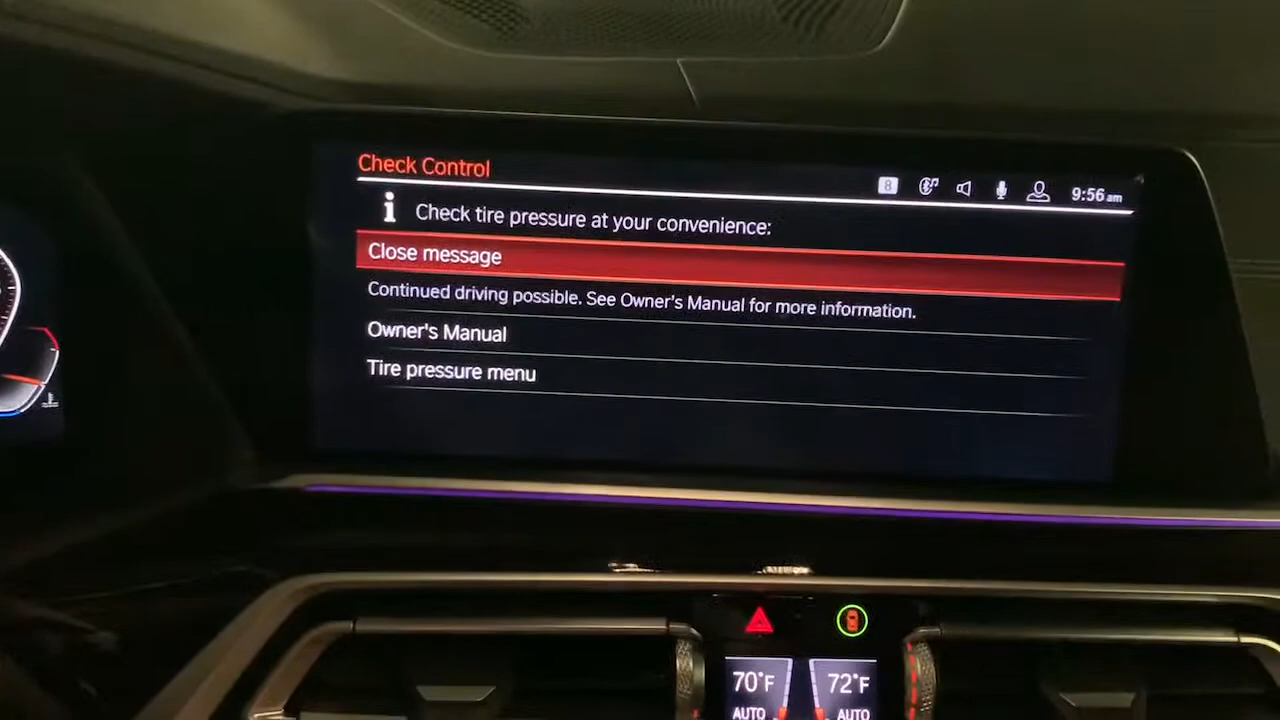 Check Control
8
9:56 am
i Check tire pressure at your convenience:
Close message
Continued driving possible. See Owner's Manual for more information.
Owner's Manual
Tire pressure menu
70°F
72°F
AUTO
AUTO